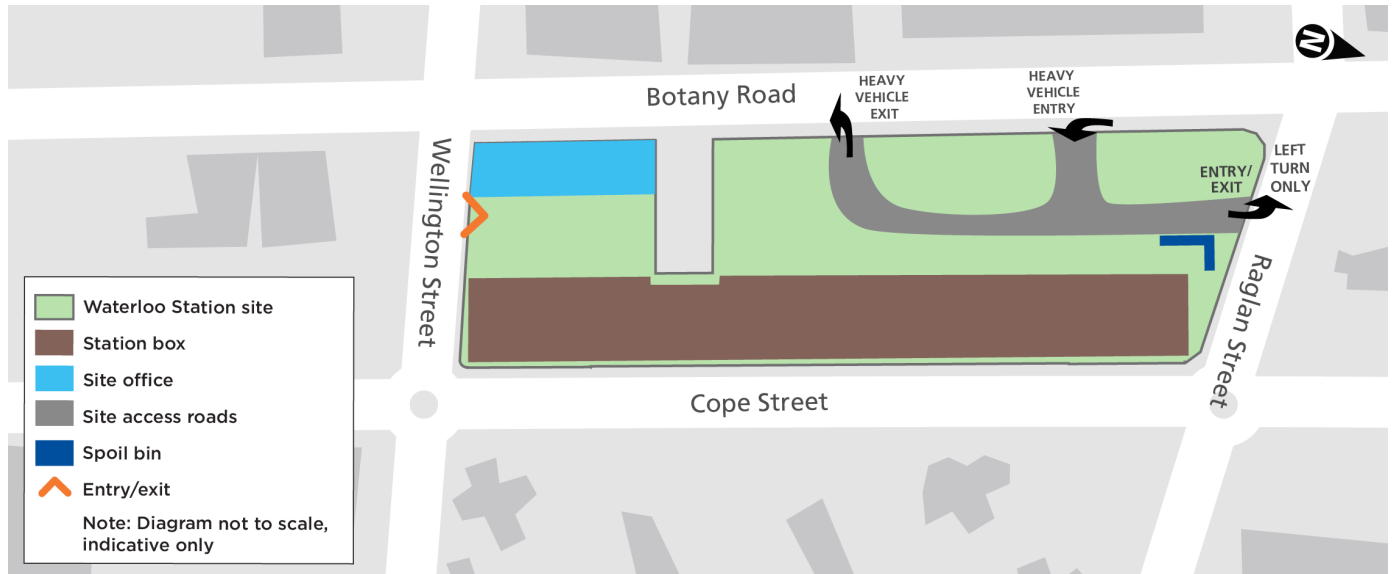 N
Botany Road
HEAVY
VEHICLE
EXIT
HEAVY
VEHICLE
ENTRY
LEFT
TURN
ONLY
ENTRY/
EXIT
Wellington Street
Raglan Street
Cope Street
Waterloo Station site
Station box
Site office
Site access roads
Spoil bin
Entry/exit
Note: Diagram not to scale,
indicative only